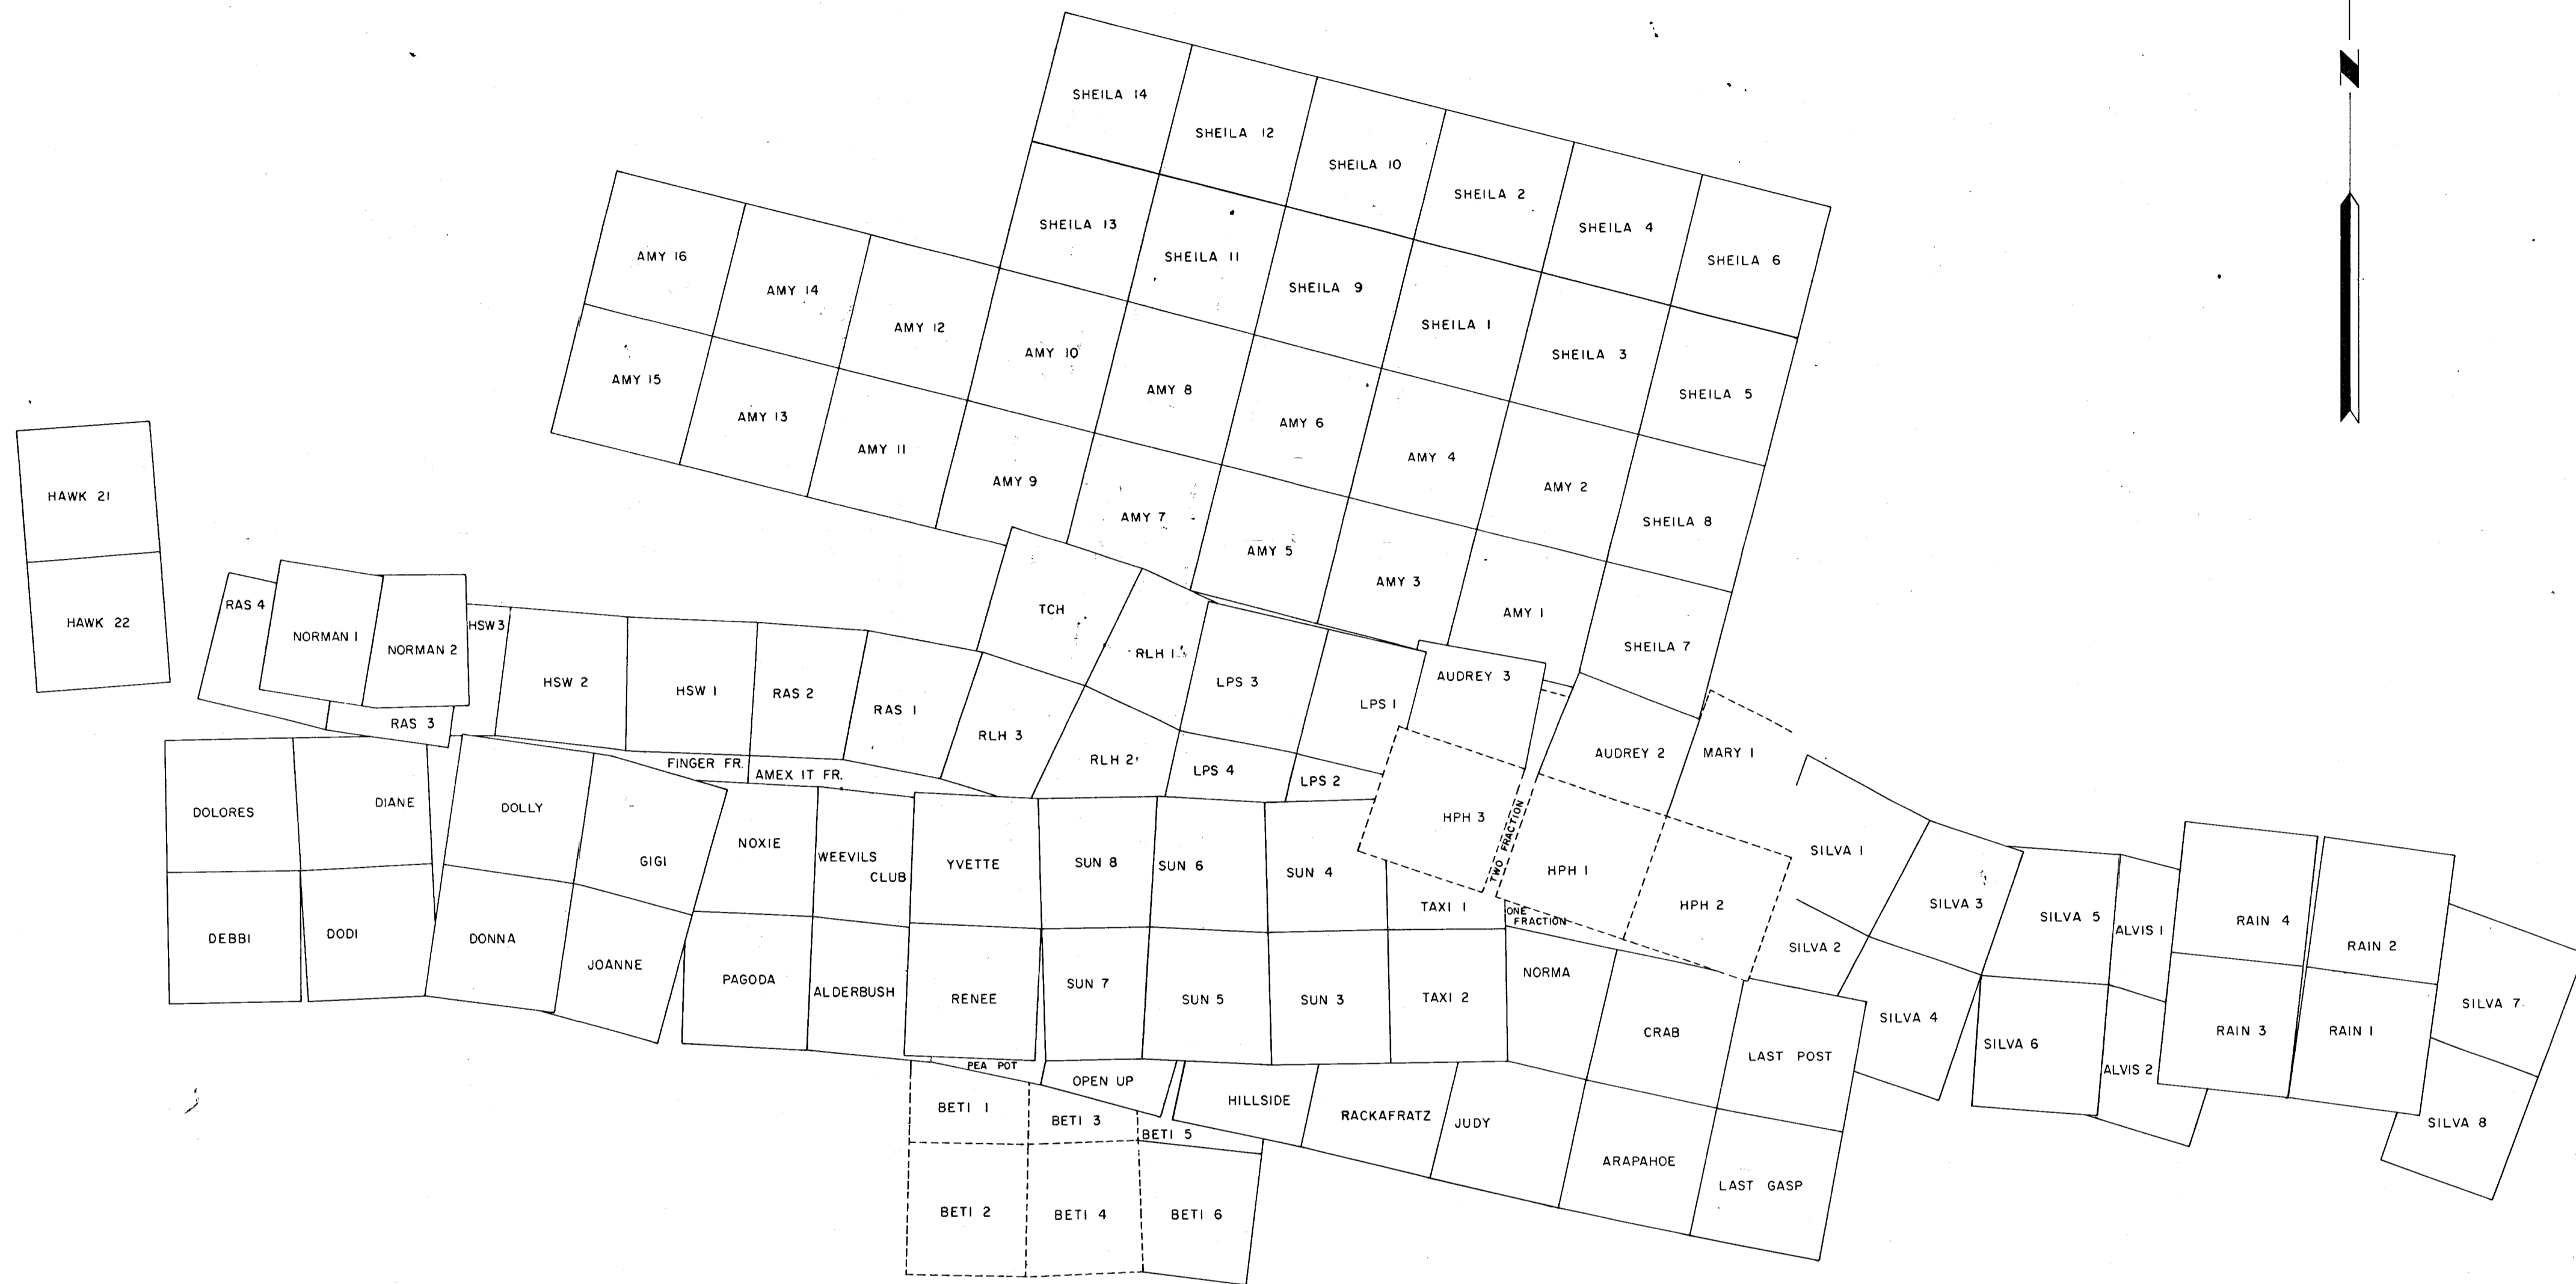 N
SHEILA 14
SHEILA 12
SHEILA 10
SHEILA 2
SHEILA 4
SHEILA 6
SHEILA 13
SHEILA 11
SHEILA 9
SHEILA 1
SHEILA 3
SHEILA 5
AMY 16
AMY 14
AMY 12
AMY 10
AMY 8
AMY 6
AMY 4
AMY 2
SHEILA 8
AMY 15
AMY 13
AMY 11
AMY 9
AMY 7
AMY 5
AMY 3
AMY 1
SHEILA 7
HAWK 21
HAWK 22
RAS 4
NORMAN 1
NORMAN 2
RAS 3
HSW 3
HSW 2
HSW 1
RAS 2
RAS 1
TCH
RLH 1
RLH 3
RLH 2
LPS 3
LPS 1
LPS 4
LPS 2
AUDREY 3
AUDREY 2
MARY 1
FINGER FR.
AMEX IT FR.
HPH 3
TWO FRACTION
HPH 1
HPH 2
DOLORES
DIANE
DOLLY
GIGI
NOXIE
WEEVILS
CLUB
YVETTE
SUN 8
SUN 6
SUN 4
TAXI 1
ONE
FRACTION
SILVA 1
SILVA 2
SILVA 3
SILVA 5
ALVIS 1
RAIN 4
RAIN 2
DEBBI
DODI
DONNA
JOANNE
PAGODA
ALDERBUSH
RENEE
SUN 7
SUN 5
SUN 3
TAXI 2
NORMA
CRAB
LAST POST
SILVA 4
SILVA 6
ALVIS 2
RAIN 3
RAIN 1
SILVA 7
SILVA 8
PEA POT
OPEN UP
HILLSIDE
RACKAFRATZ
JUDY
ARAPAHOE
LAST GASP
BETI 1
BETI 3
BETI 5
BETI 2
BETI 4
BETI 6